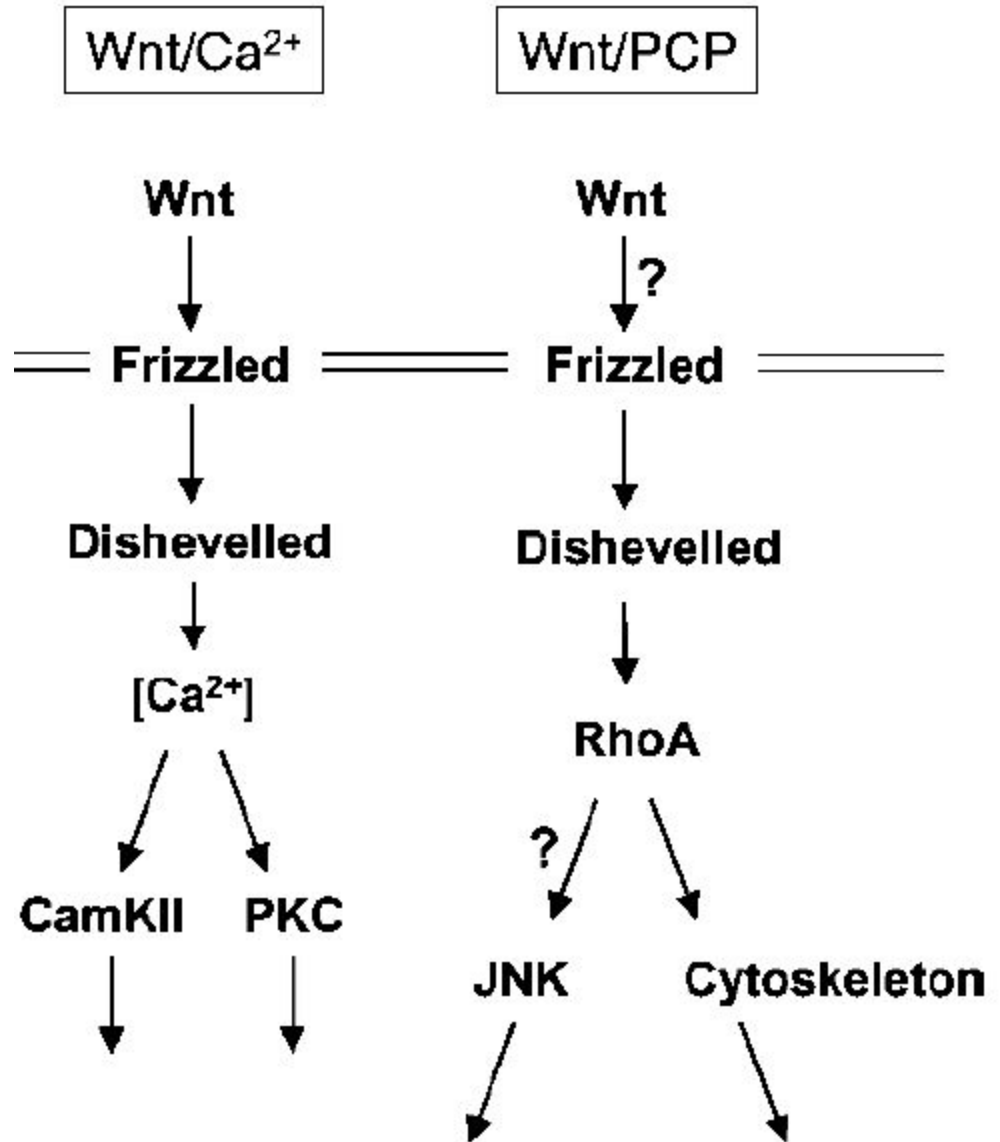 Wnt/Ca²⁺
Wnt/PCP
Wnt
Wnt
?
Frizzled
Frizzled
Dishevelled
Dishevelled
[Ca²⁺]
RhoA
?
CamKII
PKC
JNK
Cytoskeleton